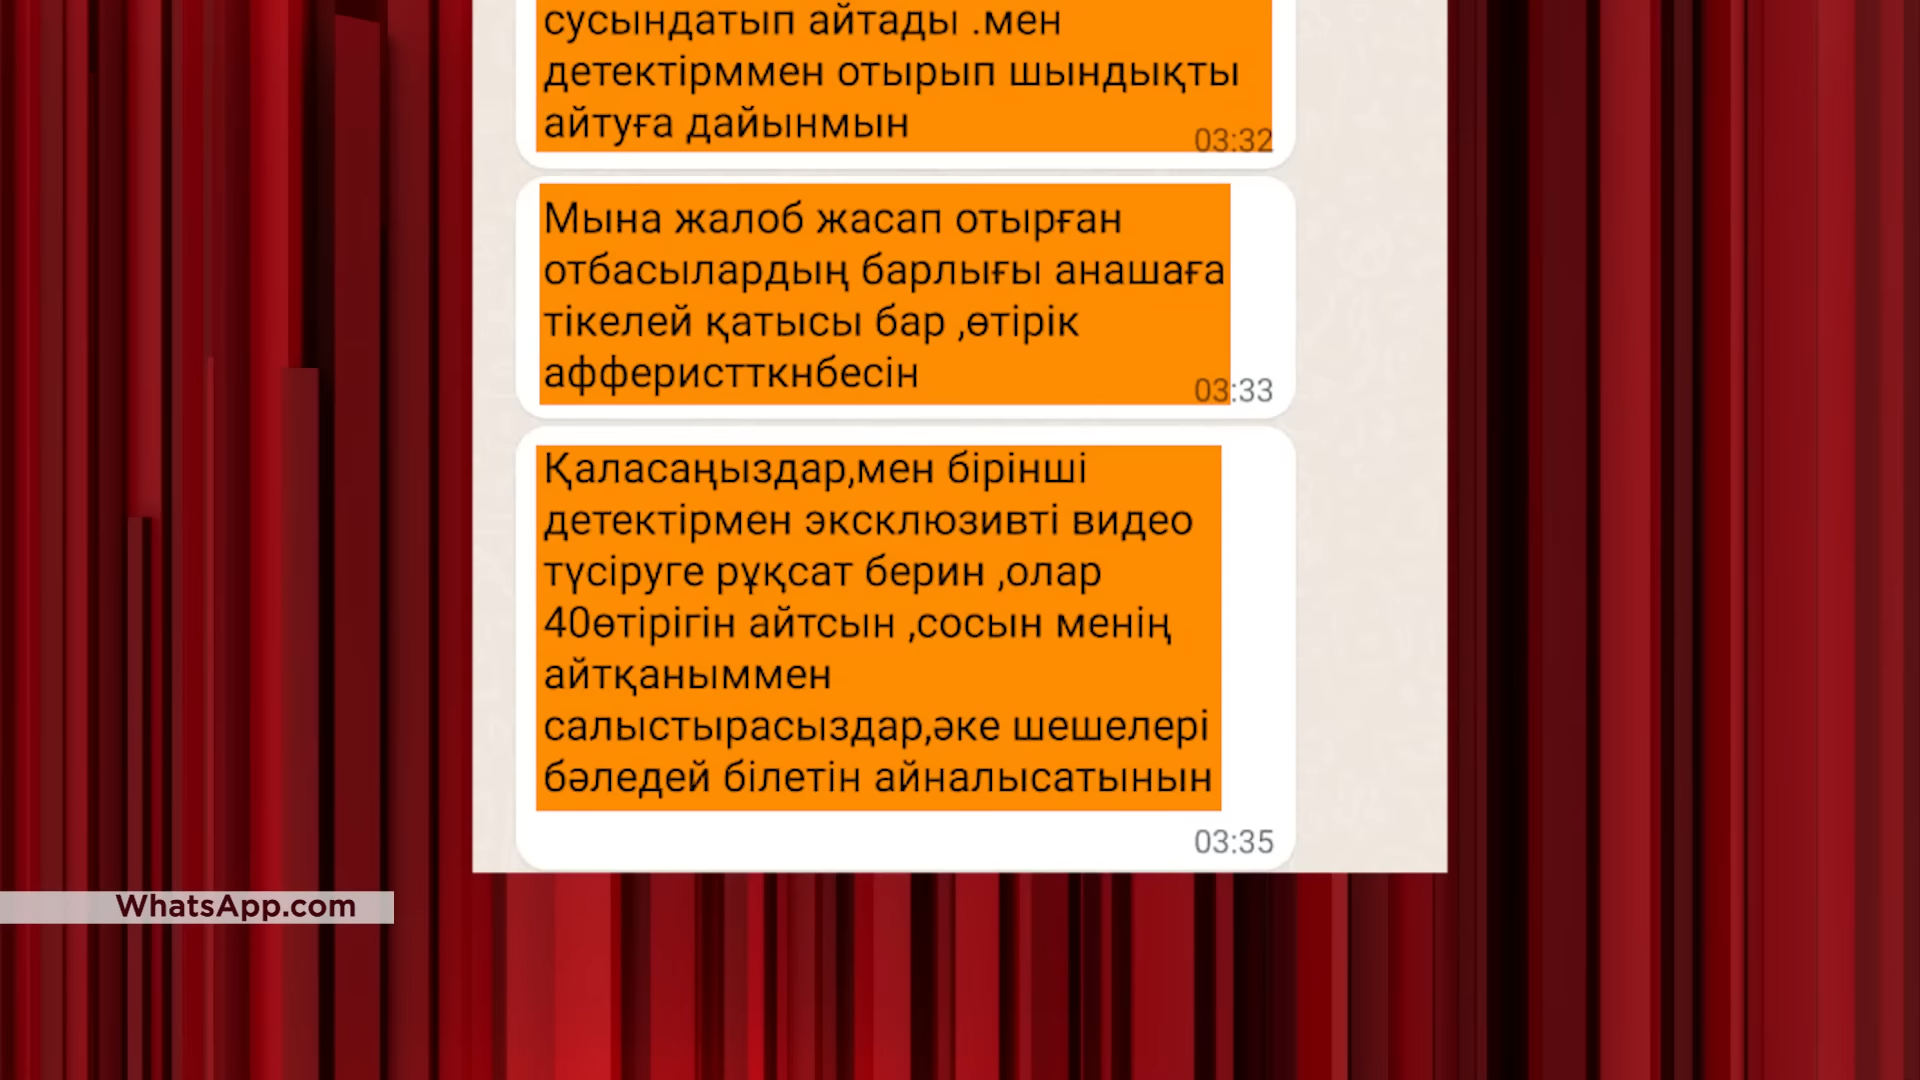 сусындатып айтады .мен
детектірммен отырып шындықты
айтуға дайынмын
03:32
Мына жалоб жасап отырған
отбасылардың барлығы анашаға
тікелей қатысы бар ,өтірік
афферистткнбесін
03:33
Қаласаңыздар,мен бірінші
детектірмен эксклюзивті видео
түсіруге рұқсат берин ,олар
40өтірігін айтсын ,сосын менің
айтқаныммен
салыстырасыздар,әке шешелері
бәледей білетін айналысатынын
03:35
WhatsApp.com